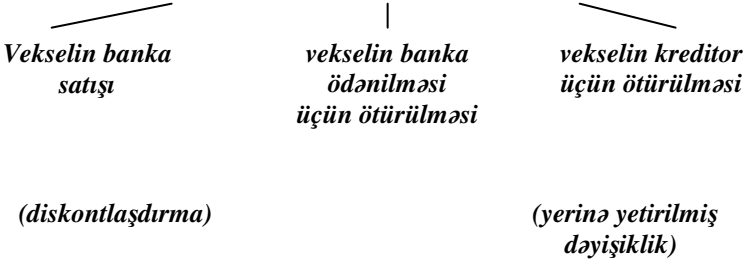 Vekselin banka
satışı
vekselin banka
ödənilməsi
üçün ötürülməsi
vekselin kreditor
üçün ötürülməsi
(diskontlaşdırma)
(yerinə yetirilmiş
dəyişiklik)